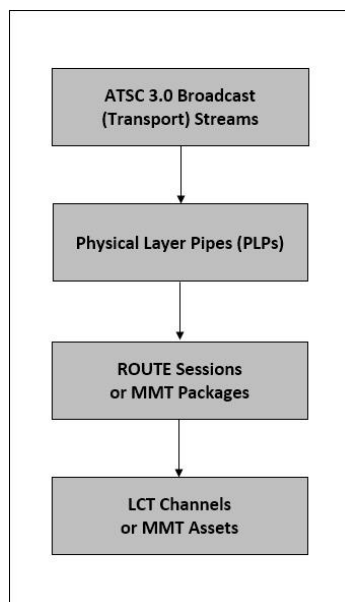 ATSC 3.0 Broadcast
(Transport) Streams
Physical Layer Pipes (PLPs)
ROUTE Sessions
or MMT Packages
LCT Channels
or MMT Assets